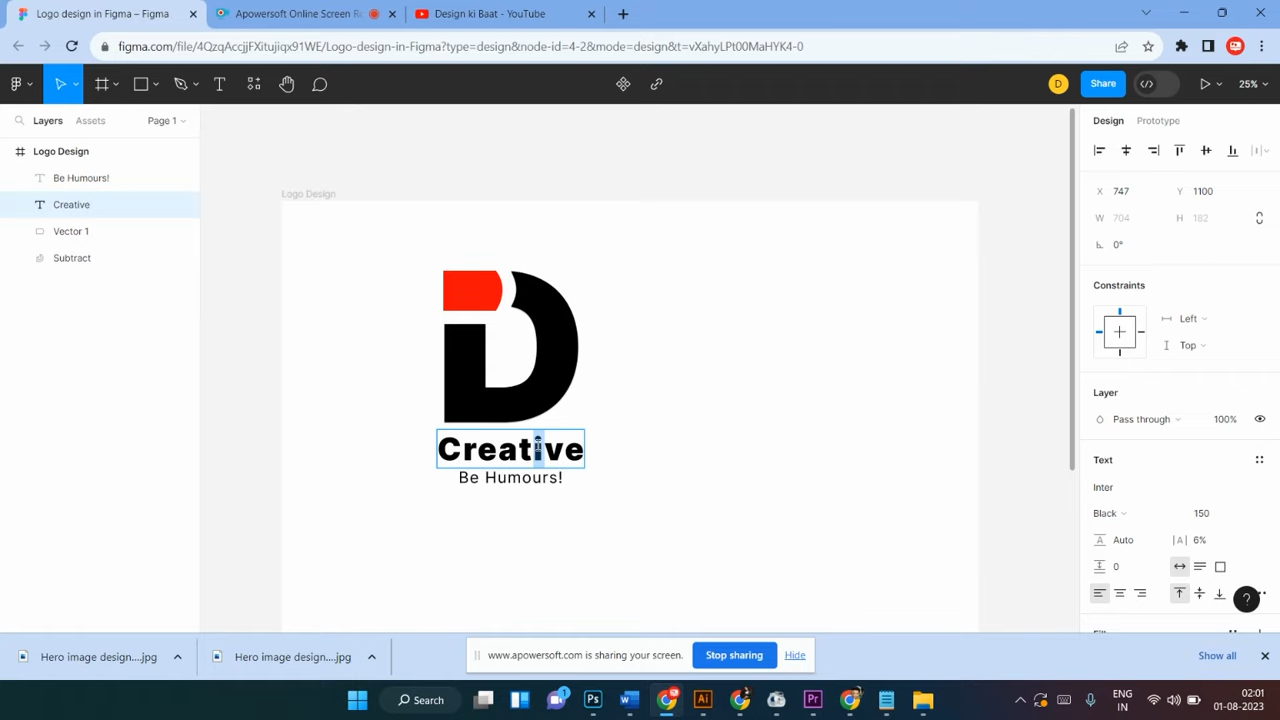 Logo design in Figma – Figma
Apowersoft Online Screen Re
Design ki Baat - YouTube
figma.com/file/4QzqAccjjFXitujiqx91WE/Logo-design-in-Figma?type=design&node-id=4-2&mode=design&t=vXahyLPt00MaHYK4-0
D
Share
25%
Layers
Assets
Page 1
Design
Prototype
Logo Design
Be Humours!
Creative
Vector 1
Subtract
Logo Design
Creative
Be Humours!
X 747
Y 1100
W 704
H 182
0°
Constraints
Left
Top
Layer
Pass through
100%
Text
Inter
Black
150
Auto
|A| 6%
0
?
Hero image design....jpg
Hero image design....jpg
www.apowersoft.com is sharing your screen.
Stop sharing
Hide
Show all
Search
1
Ps
Ai
Pr
ENG
IN
02:01
01-08-2023